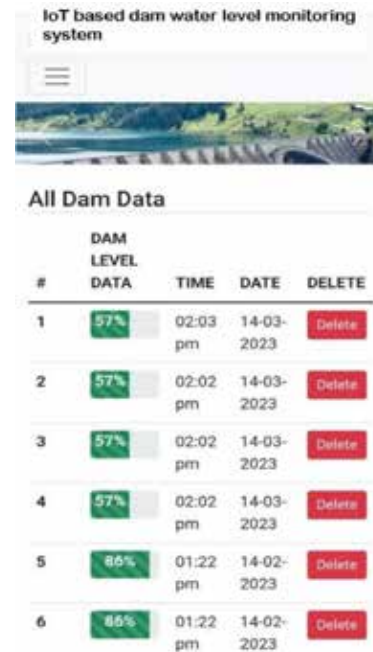 IoT based dam water level monitoring
system
All Dam Data
DAM
LEVEL
# DATA TIME DATE DELETE
1 57% 02:03 14-03- Delete
pm 2023
2 57% 02:02 14-03- Delete
pm 2023
3 57% 02:02 14-03- Delete
pm 2023
4 57% 02:02 14-03- Delete
pm 2023
5 86% 01:22 14-02- Delete
pm 2023
6 86% 01:22 14-02- Delete
pm 2023